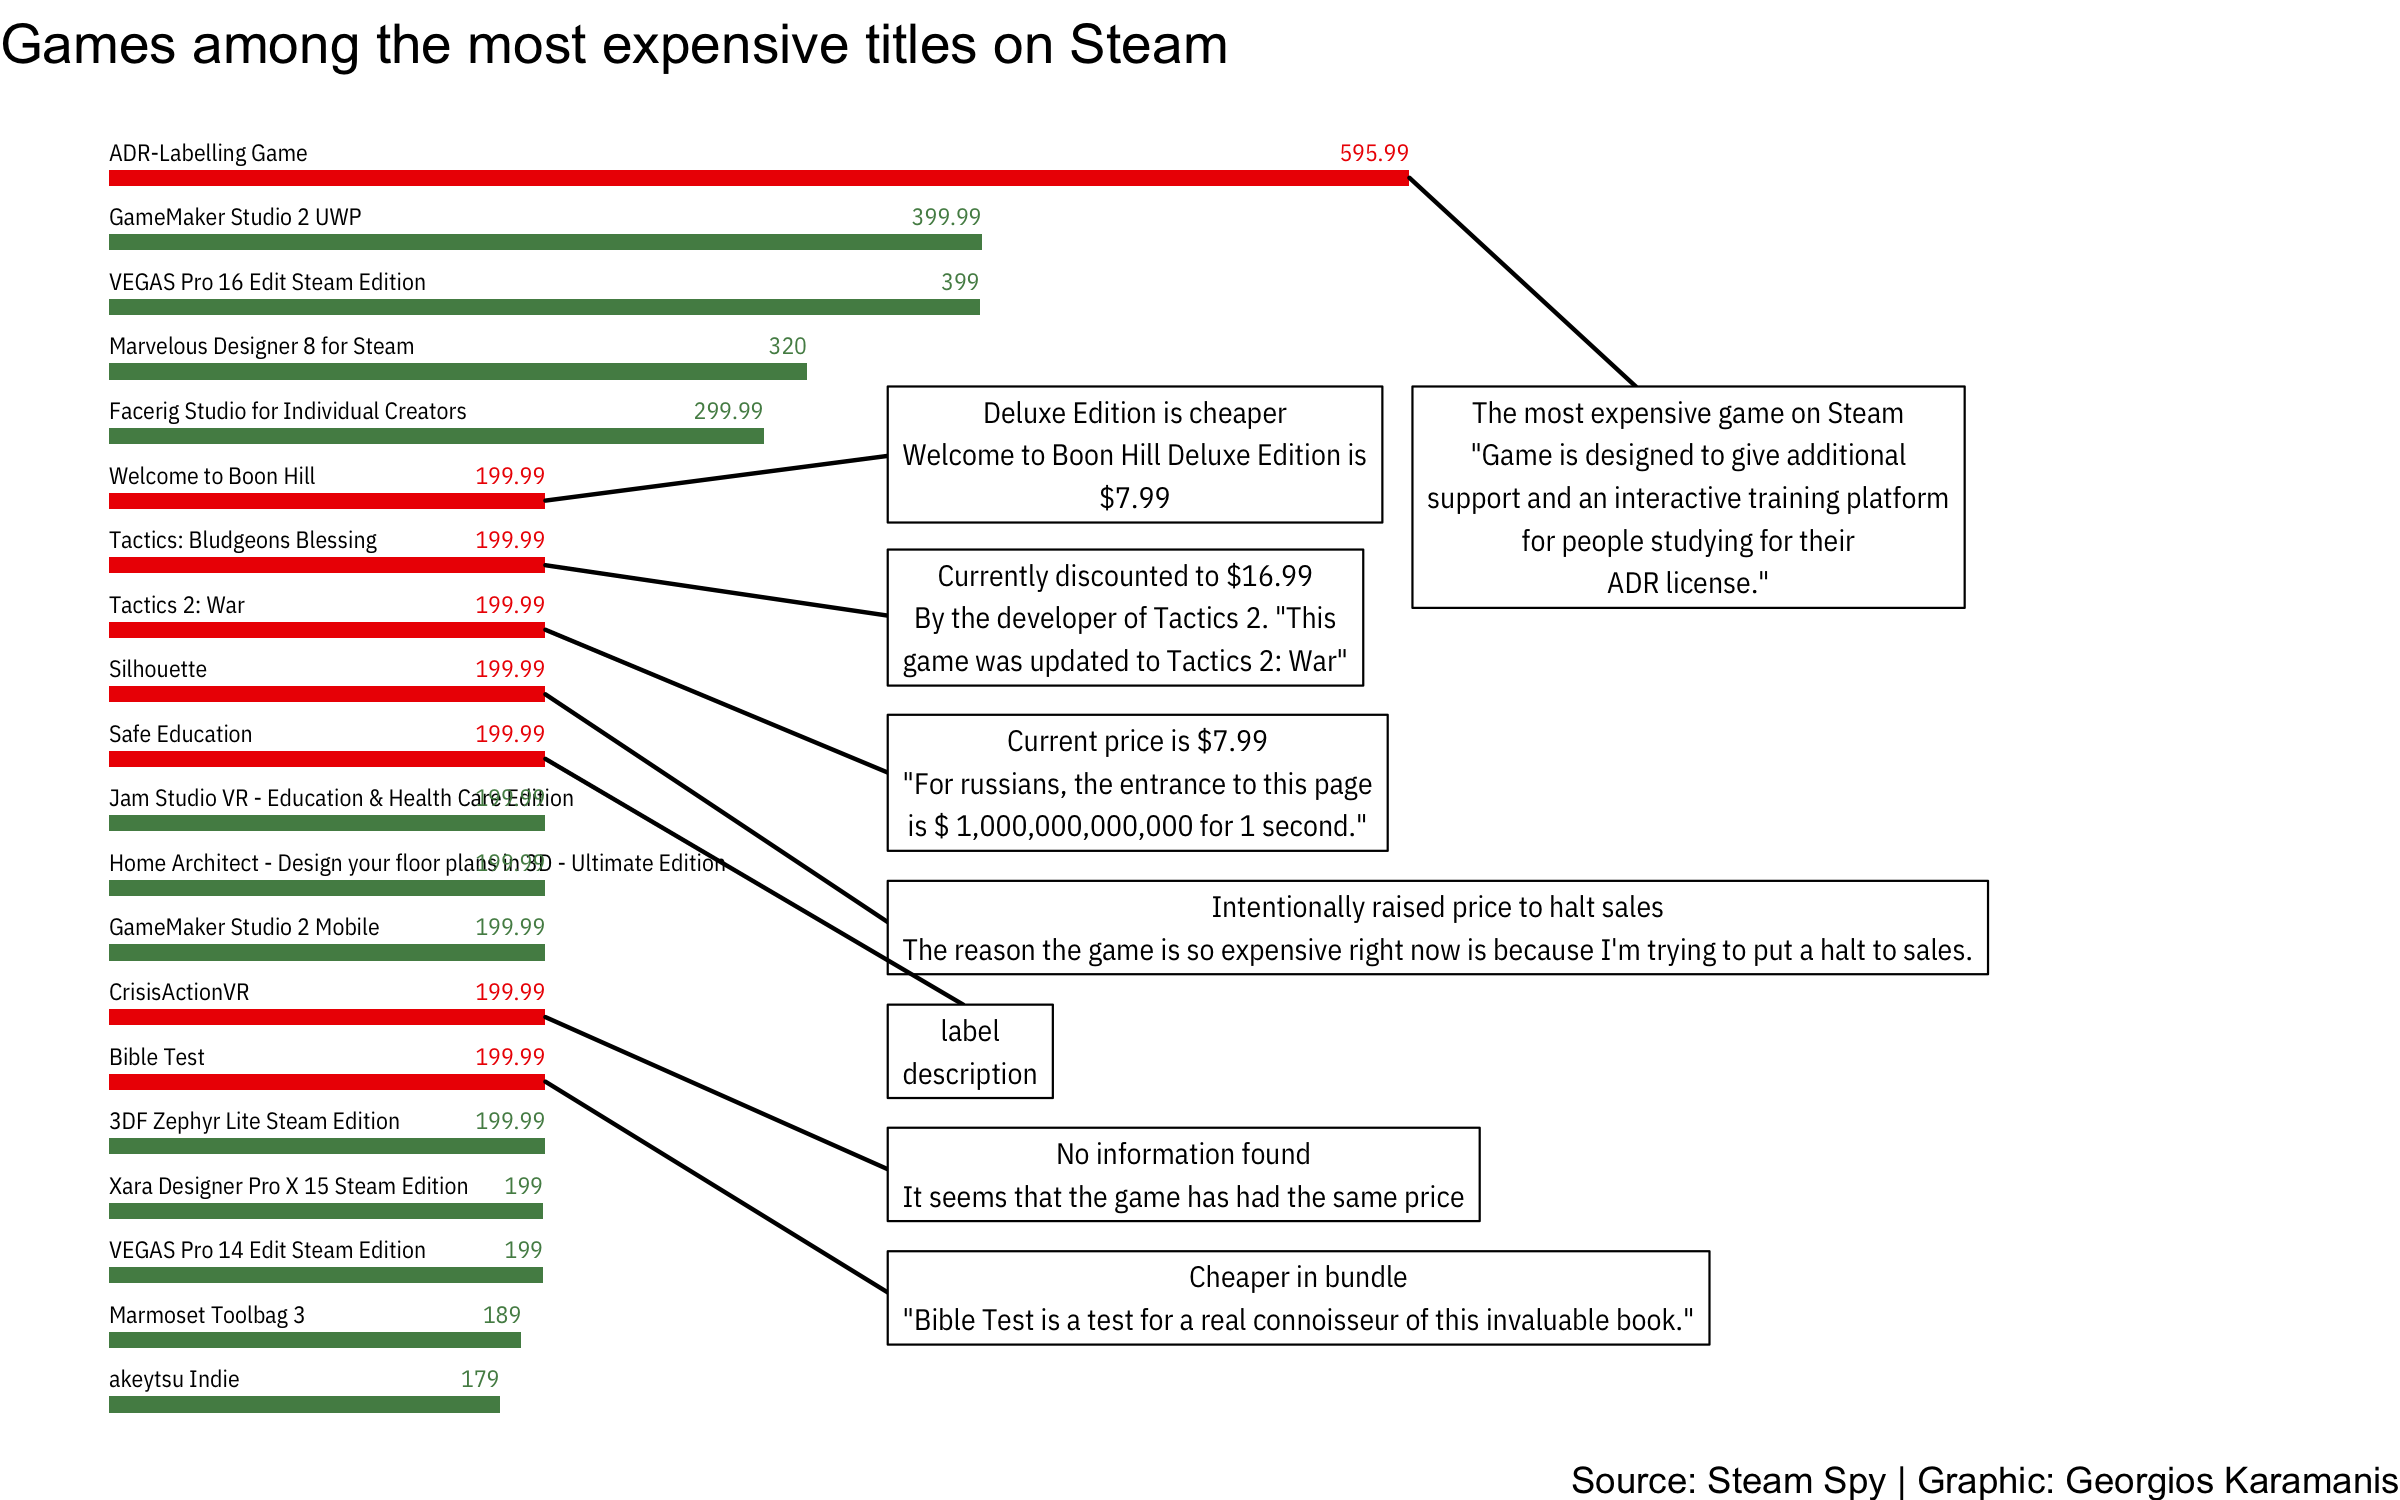 Games among the most expensive titles on Steam
ADR-Labelling Game 595.99
GameMaker Studio 2 UWP 399.99
VEGAS Pro 16 Edit Steam Edition 399
Marvelous Designer 8 for Steam 320
Facerig Studio for Individual Creators 299.99
Welcome to Boon Hill 199.99
Tactics: Bludgeons Blessing 199.99
Tactics 2: War 199.99
Silhouette 199.99
Safe Education 199.99
Jam Studio VR - Education & Health Care Edition 199.99
Home Architect - Design your floor plans in 3D - Ultimate Edition 199.99
GameMaker Studio 2 Mobile 199.99
CrisisActionVR 199.99
Bible Test 199.99
3DF Zephyr Lite Steam Edition 199.99
Xara Designer Pro X 15 Steam Edition 199
VEGAS Pro 14 Edit Steam Edition 199
Marmoset Toolbag 3 189
akeytsu Indie 179
Deluxe Edition is cheaper
Welcome to Boon Hill Deluxe Edition is
$7.99
The most expensive game on Steam
"Game is designed to give additional
support and an interactive training platform
for people studying for their
ADR license."
Currently discounted to $16.99
By the developer of Tactics 2. "This
game was updated to Tactics 2: War"
Current price is $7.99
"For russians, the entrance to this page
is $ 1,000,000,000,000 for 1 second."
Intentionally raised price to halt sales
The reason the game is so expensive right now is because I'm trying to put a halt to sales.
label
description
No information found
It seems that the game has had the same price
Cheaper in bundle
"Bible Test is a test for a real connoisseur of this invaluable book."
Source: Steam Spy | Graphic: Georgios Karamanis